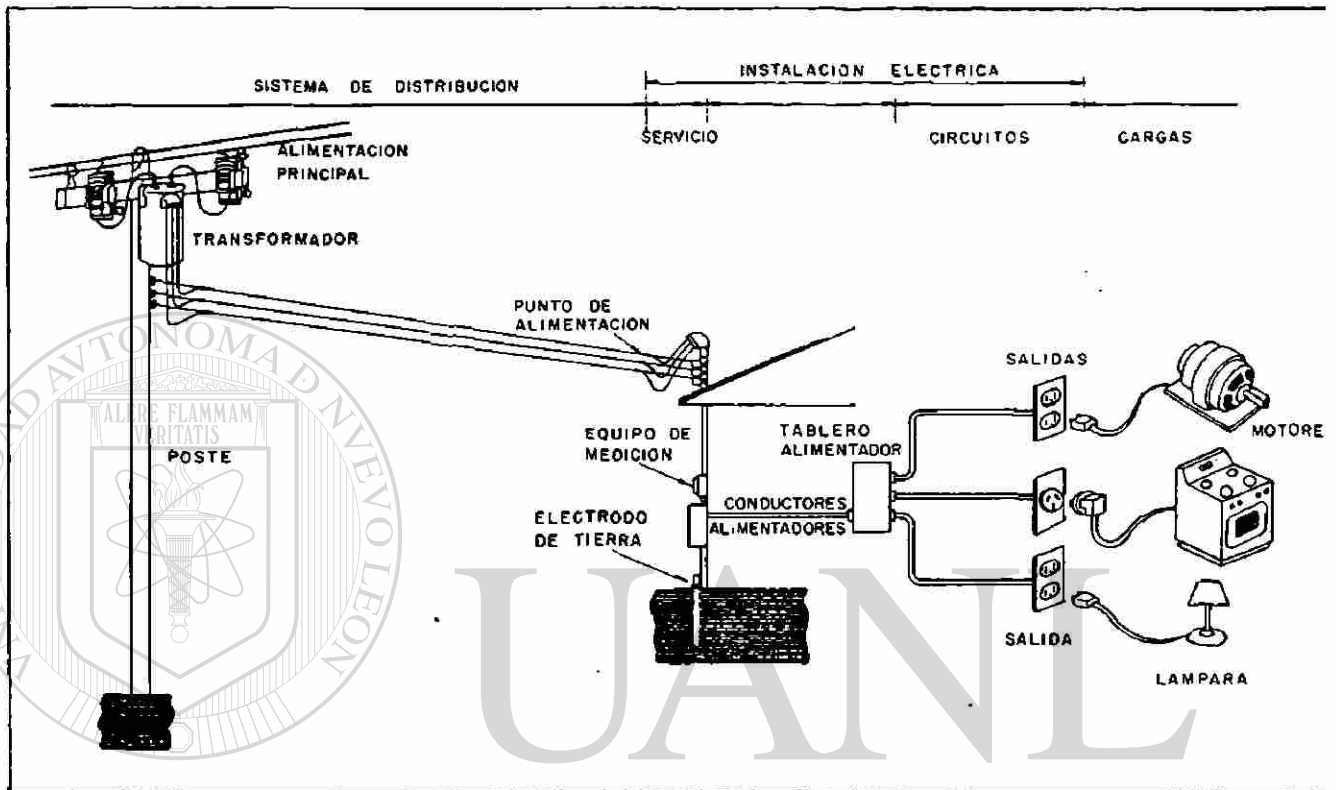 INSTALACION ELECTRICA
SISTEMA DE DISTRIBUCION
SERVICIO
CIRCUITOS
CARGAS
ALIMENTACION
PRINCIPAL
TRANSFORMADOR
PUNTO DE
ALIMENTACION
SALIDAS
MOTORE
EQUIPO DE
MEDICION
TABLERO
ALIMENTADOR
POSTE
CONDUCTORES
ALIMENTADORES
ELECTRODO
DE TIERRA
SALIDA
LAMPARA
ALERE FLAMMAM
VERITATIS
UANL